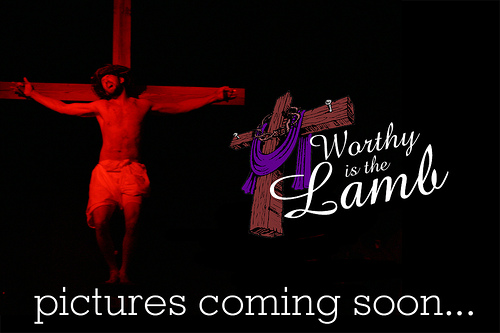 Worthy
is the
Lamb
pictures coming soon...